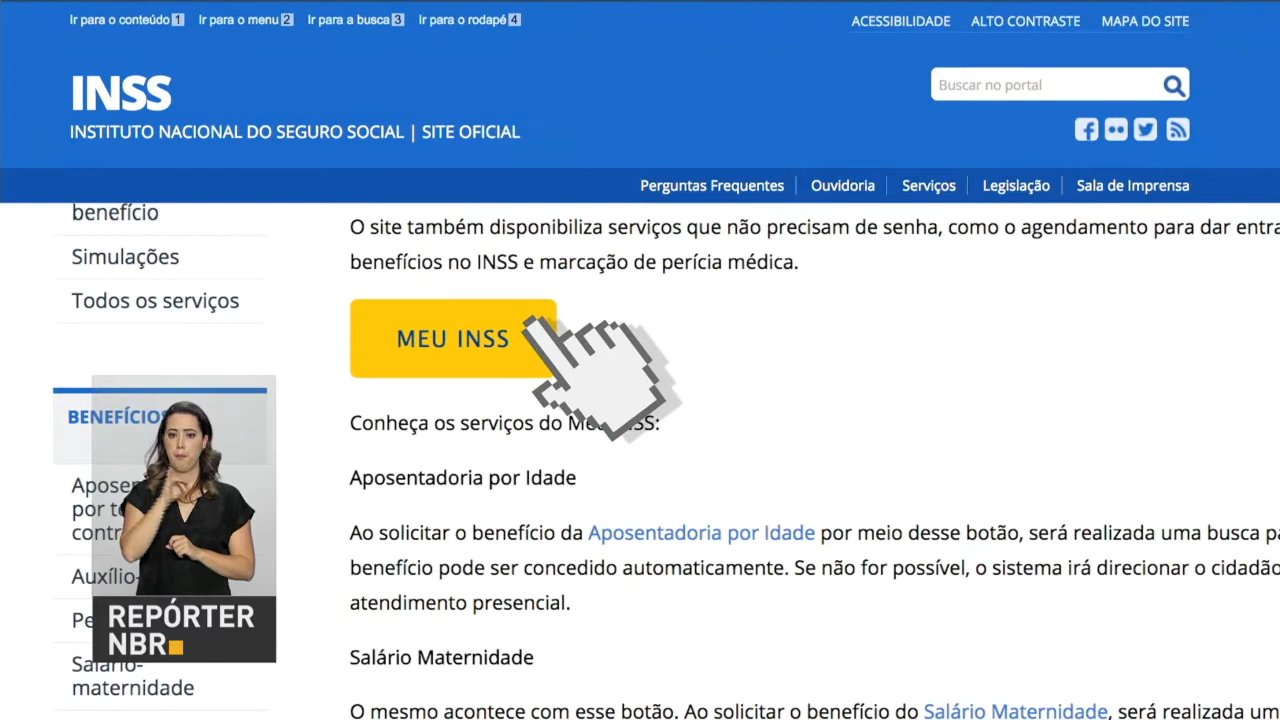 Ir para o conteúdo 1 Ir para o menu 2 Ir para a busca 3 Ir para o rodapé 4
ACESSIBILIDADE ALTO CONTRASTE MAPA DO SITE
INSS
Buscar no portal
INSTITUTO NACIONAL DO SEGURO SOCIAL | SITE OFICIAL
Perguntas Frequentes Ouvidoria Serviços Legislação Sala de Imprensa
benefício
Simulações
Todos os serviços
BENEFÍCIOS
Auxílio-
Salário-
maternidade
O site também disponibiliza serviços que não precisam de senha, como o agendamento para dar
benefícios no INSS e marcação de perícia médica.
MEU INSS
Conheça os serviços do Meu INSS:
Aposentadoria por Idade
Ao solicitar o benefício da Aposentadoria por Idade por meio desse botão, será realizada uma busca
benefício pode ser concedido automaticamente. Se não for possível, o sistema irá direcionar o cidadão
atendimento presencial.
Salário Maternidade
O mesmo acontece com esse botão. Ao solicitar o benefício do Salário Maternidade, será realizada
REPÓRTER
NBR